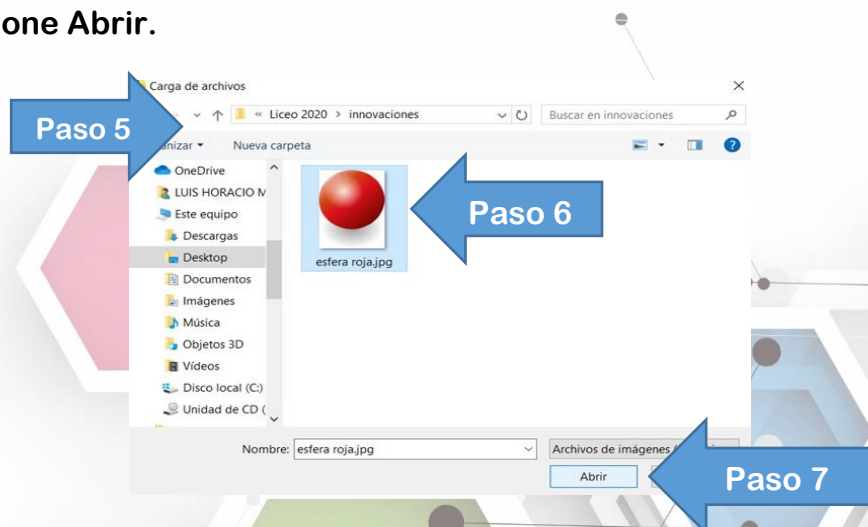 one Abrir.
Carga de archivos
« Liceo 2020 > innovaciones
Buscar en innovaciones
Paso 5
Nueva carpeta
OneDrive
LUIS HORACIO M
Este equipo
Descargas
Desktop
Documentos
Imágenes
Música
Objetos 3D
Vídeos
Disco local (C:)
Unidad de CD (
esfera roja.jpg
Paso 6
Nombre: esfera roja.jpg
Archivos de imágenes
Abrir
Paso 7